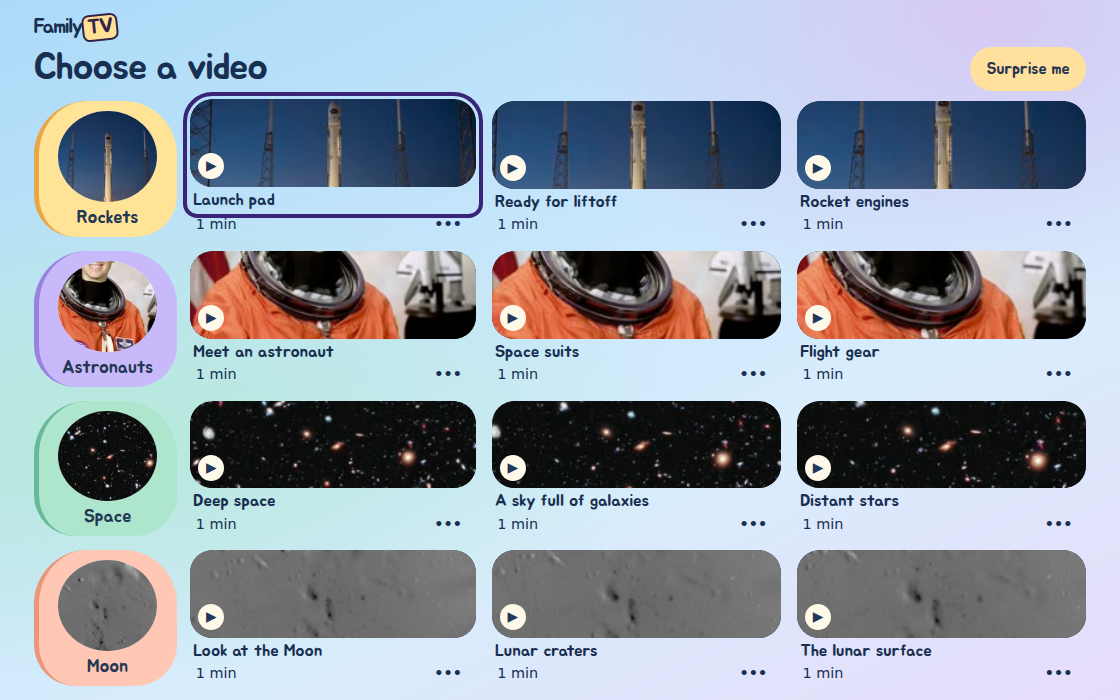 Family TV
Choose a video
Surprise me
Rockets
Launch pad
1 min
Ready for liftoff
1 min
Rocket engines
1 min
Astronauts
Meet an astronaut
1 min
Space suits
1 min
Flight gear
1 min
Space
Deep space
1 min
A sky full of galaxies
1 min
Distant stars
1 min
Moon
Look at the Moon
1 min
Lunar craters
1 min
The lunar surface
1 min